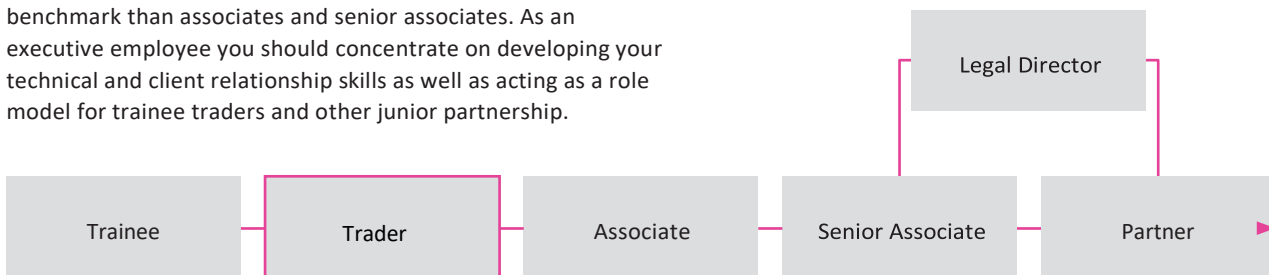 benchmark than associates and senior associates. As an
executive employee you should concentrate on developing your
technical and client relationship skills as well as acting as a role
model for trainee traders and other junior partnership.
Legal Director
Trainee
Trader
Associate
Senior Associate
Partner